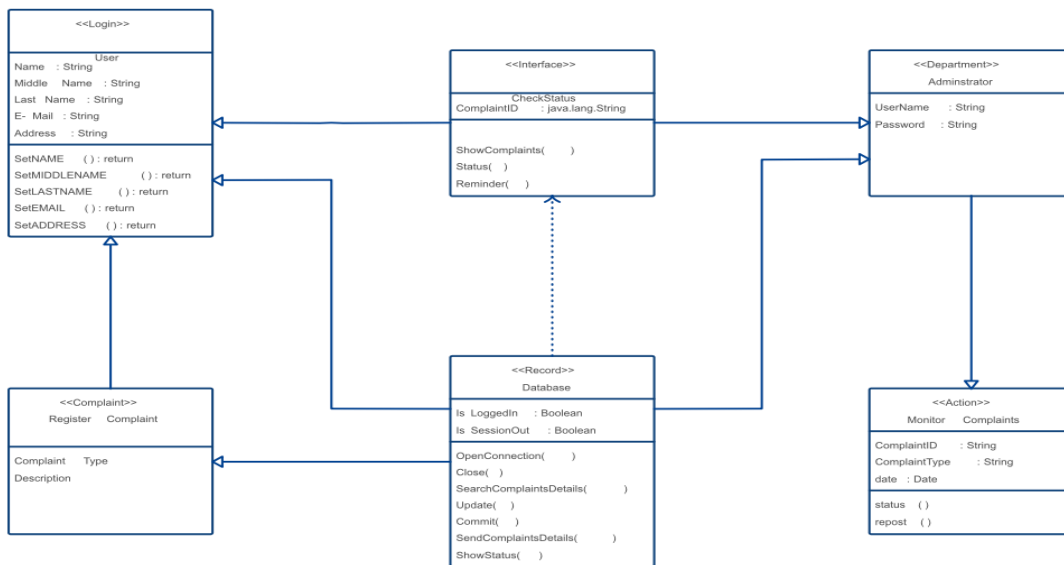 <<Login>>
User
Name : String
Middle Name : String
Last Name : String
E- Mail : String
Address : String
SetNAME ( ) : return
SetMIDDLENAME ( ) : return
SetLASTNAME ( ) : return
SetEMAIL ( ) : return
SetADDRESS ( ) : return
<<Interface>>
CheckStatus
ComplaintID : java.lang.String
ShowComplaints( )
Status( )
Reminder( )
<<Department>>
Adminstrator
UserName : String
Password : String
<<Complaint>>
Register Complaint
Complaint Type
Description
<<Record>>
Database
Is LoggedIn : Boolean
Is SessionOut : Boolean
OpenConnection( )
Close( )
SearchComplaintsDetails( )
Update( )
Commit( )
SendComplaintsDetails( )
ShowStatus( )
<<Action>>
Monitor Complaints
ComplaintID : String
ComplaintType : String
date : Date
status ( )
repost ( )